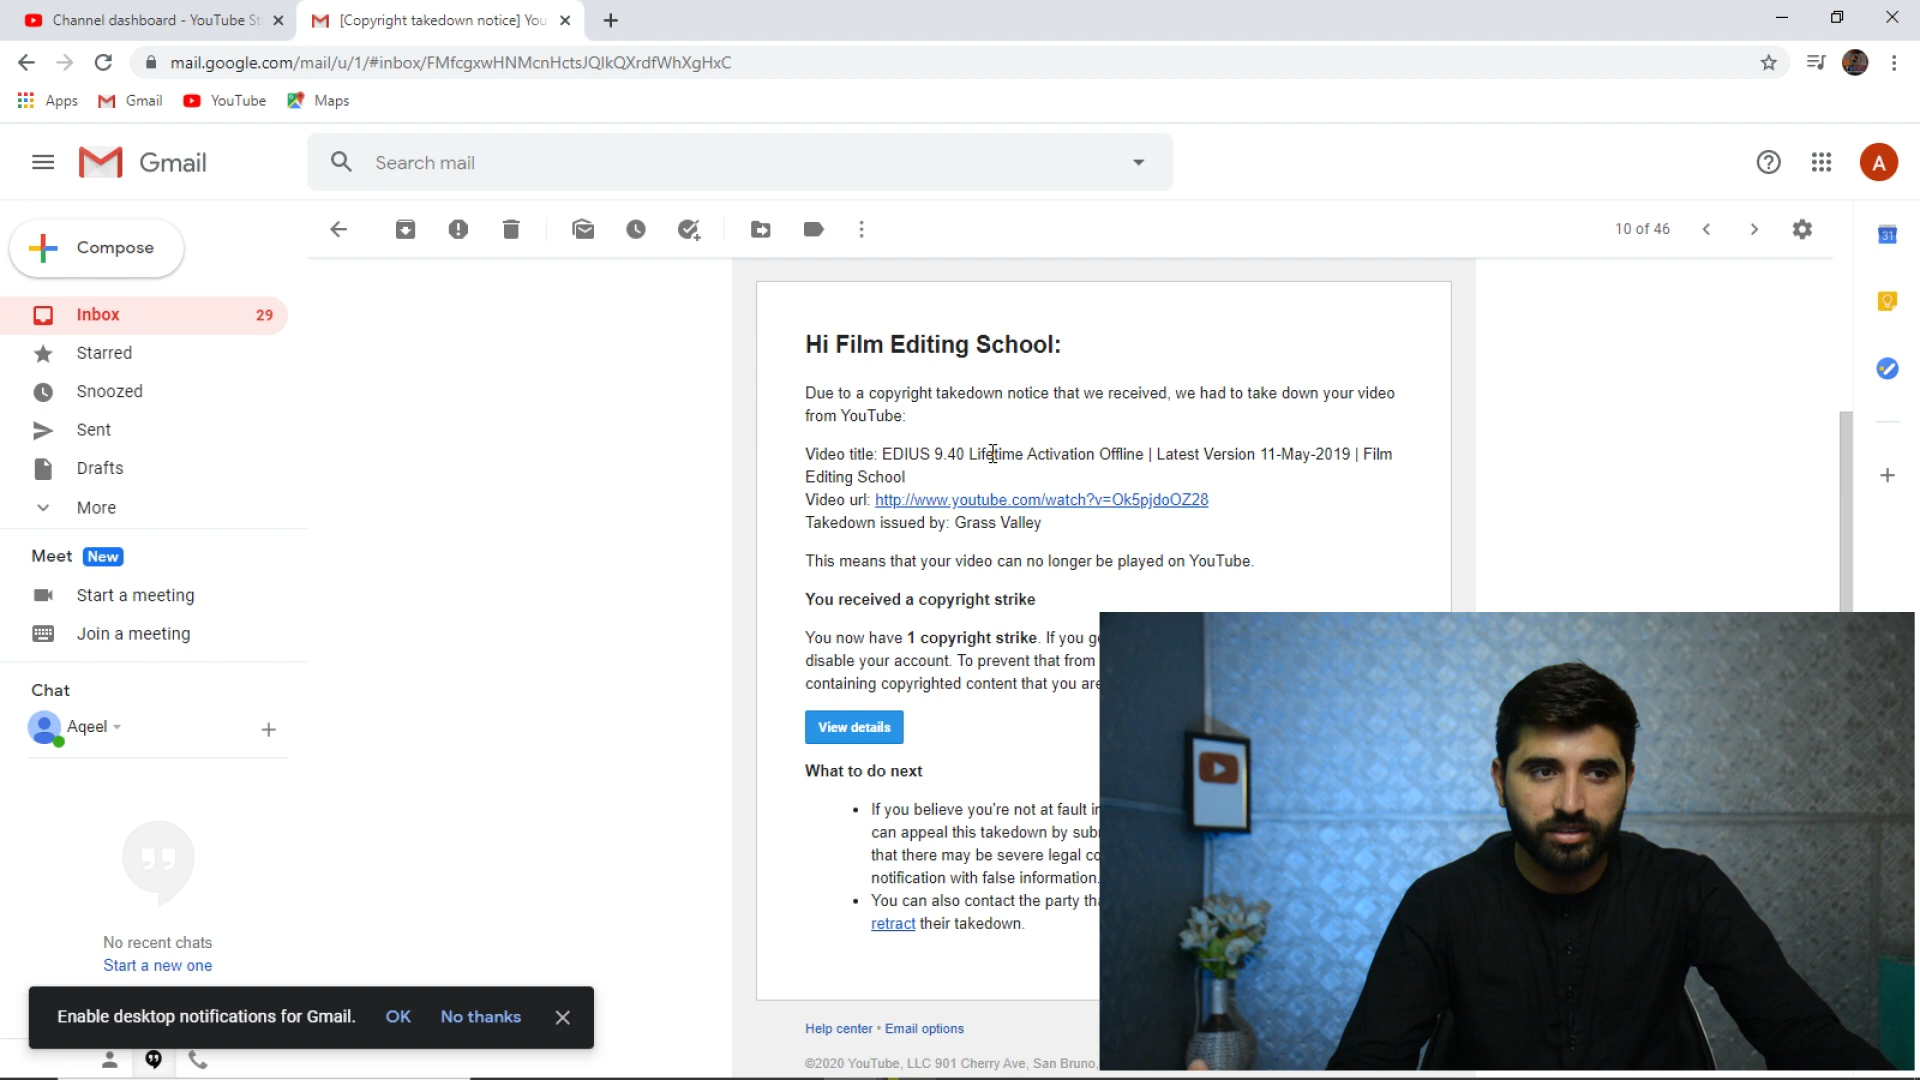 Channel dashboard - YouTube St
[Copyright takedown notice] You
mail.google.com/mail/u/1/#inbox/FMfcgxwHNMcnHctsJQlkQXrdfWhXgHxC
Apps Gmail YouTube Maps
Gmail
Search mail
A
Compose
10 of 46
31
Inbox 29
Starred
Snoozed
Sent
Drafts
More
Meet New
Start a meeting
Join a meeting
Chat
Aqeel
No recent chats
Start a new one
Enable desktop notifications for Gmail. OK No thanks
Hi Film Editing School:
Due to a copyright takedown notice that we received, we had to take down your video
from YouTube:
Video title: EDIUS 9.40 Lifetime Activation Offline | Latest Version 11-May-2019 | Film
Editing School
Video url: http://www.youtube.com/watch?v=Ok5pjdoOZ28
Takedown issued by: Grass Valley
This means that your video can no longer be played on YouTube.
You received a copyright strike
You now have 1 copyright strike. If you g
disable your account. To prevent that from
containing copyrighted content that you are
View details
What to do next
• If you believe you're not at fault i
can appeal this takedown by sub
that there may be severe legal co
notification with false information.
• You can also contact the party tha
retract their takedown.
Help center • Email options
©2020 YouTube, LLC 901 Cherry Ave, San Bruno,